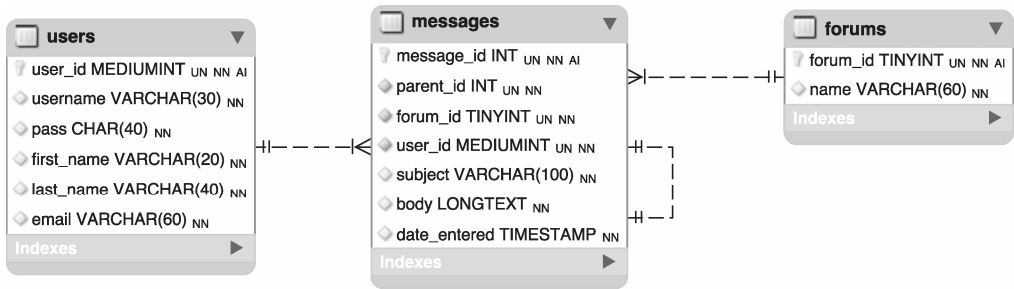 users
user_id MEDIUMINT UN NN AI
username VARCHAR(30) NN
pass CHAR(40) NN
first_name VARCHAR(20) NN
last_name VARCHAR(40) NN
email VARCHAR(60) NN
Indexes
messages
message_id INT UN NN AI
parent_id INT UN NN
forum_id TINYINT UN NN
user_id MEDIUMINT UN NN
subject VARCHAR(100) NN
body LONGTEXT NN
date_entered TIMESTAMP NN
Indexes
forums
forum_id TINYINT UN NN AI
name VARCHAR(60) NN
Indexes